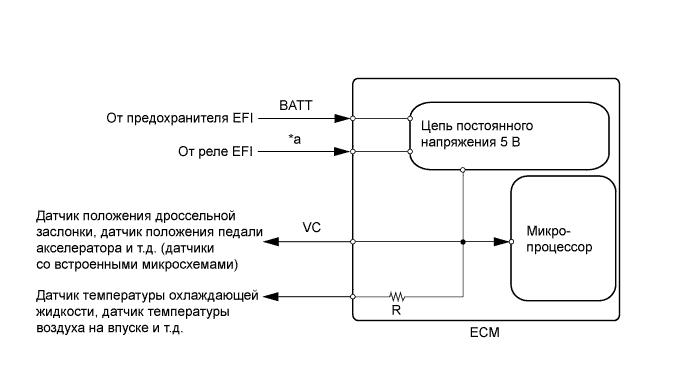 От предохранителя EFI
BATT
От реле EFI
*a
Цепь постоянного
напряжения 5 В
Датчик положения дроссельной
заслонки, датчик положения педали
акселератора и т.д. (датчики
со встроенными микросхемами)
VC
Микро-
процессор
Датчик температуры охлаждающей
жидкости, датчик температуры
воздуха на впуске и т.д.
R
ECM